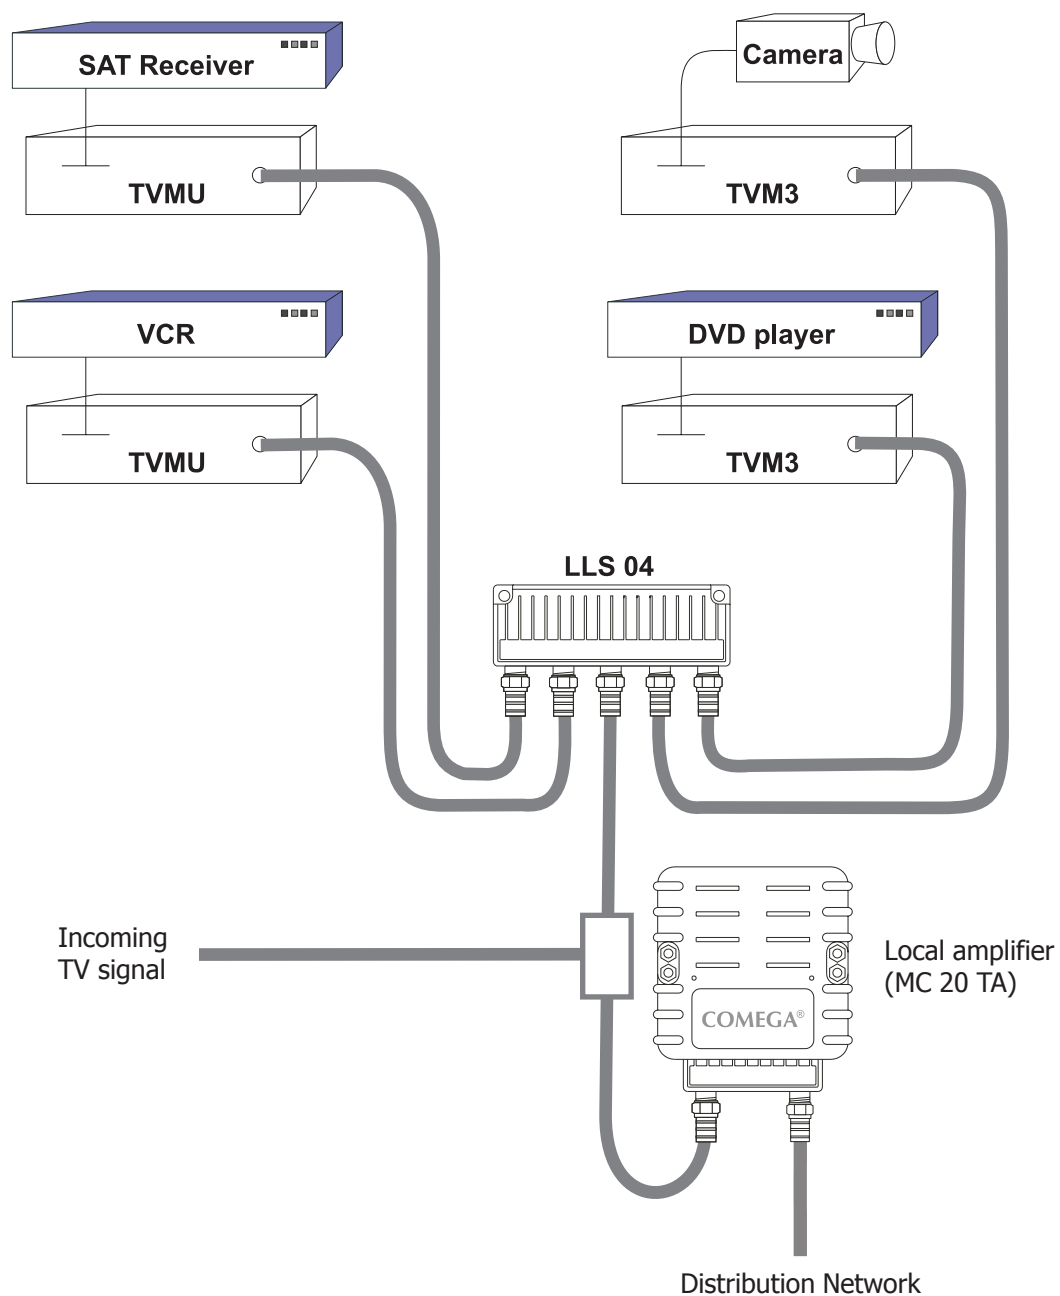 SAT Receiver
Camera
TVMU
TVM3
VCR
DVD player
TVMU
TVM3
LLS 04
Incoming
TV signal
Local amplifier
(MC 20 TA)
COMEGA®
Distribution Network